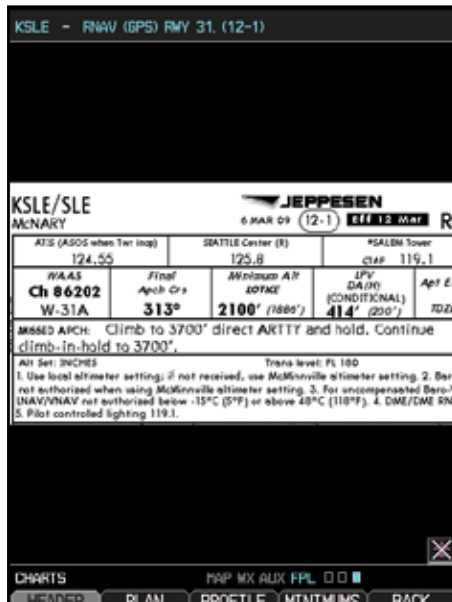 KSLE - RNAV (GPS) RWY 31, (12-1)
KSLE/SLE JEPPESEN
McNARY 6 MAR 09 (12-1) Eff 12 Mar R
ATIS (ASOS when Twr inop) SEATTLE Center (R) *SALEM Tower
124.55 125.8 CTAF 119.1
WAAS Final Minimum Alt LPV
Ch 86202 Apch Crs DA(H) Apt E
W-31A 313° 2100' (1886') (CONDITIONAL) 414' (200') TDZ
MISSED APCH: Climb to 3700' direct ARTTY and hold. Continue
climb-in-hold to 3700'.
Alt Set: INCHES Trans level: FL 180
1. Use local altimeter setting; if not received, use McMinnville altimeter setting. 2. Bar
not authorized when using McMinnville altimeter setting. 3. For uncompensated Baro-V
LNAV/VNAV not authorized below -15°C (5°F) or above 48°C (118°F). 4. DME/DME RN
5. Pilot controlled lighting 119.1.
CHARTS MAP WX AUX FPL
HEADER PLAN PROFILE MINIMUMS BACK